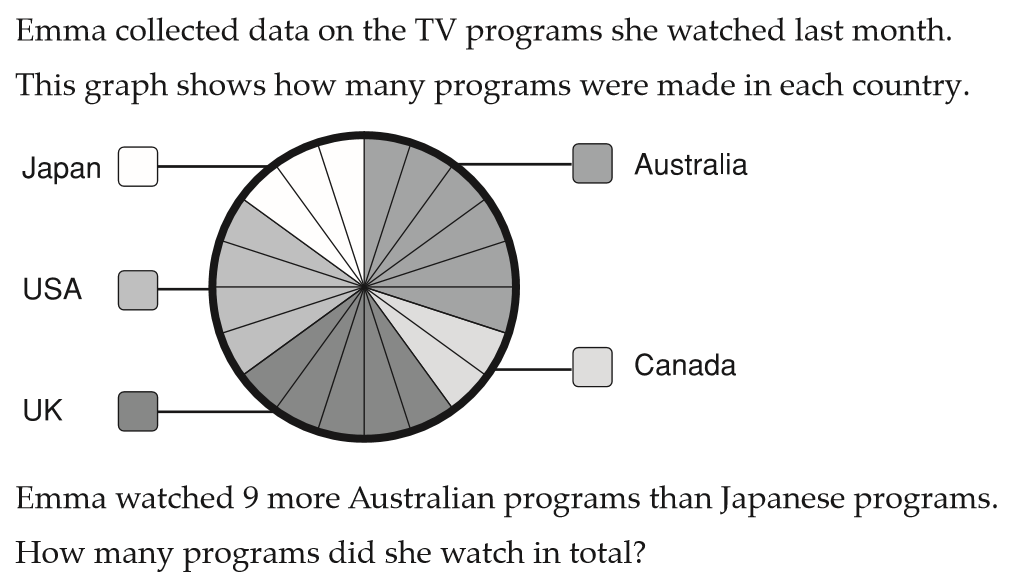 Emma collected data on the TV programs she watched last month.
This graph shows how many programs were made in each country.
Japan
Australia
USA
Canada
UK
Emma watched 9 more Australian programs than Japanese programs.
How many programs did she watch in total?